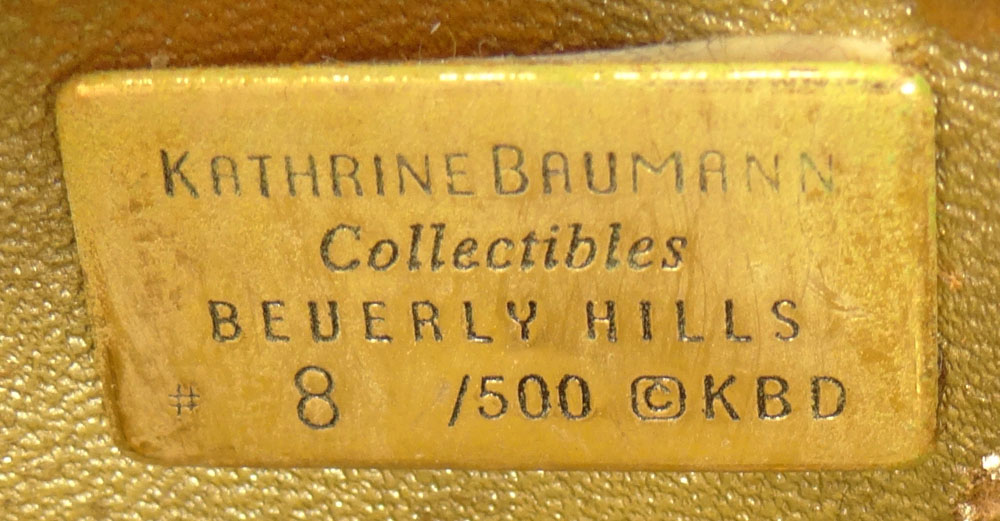 KATHRINE BAUMANN
Collectibles
BEVERLY HILLS
# 8 /500 ©KBD